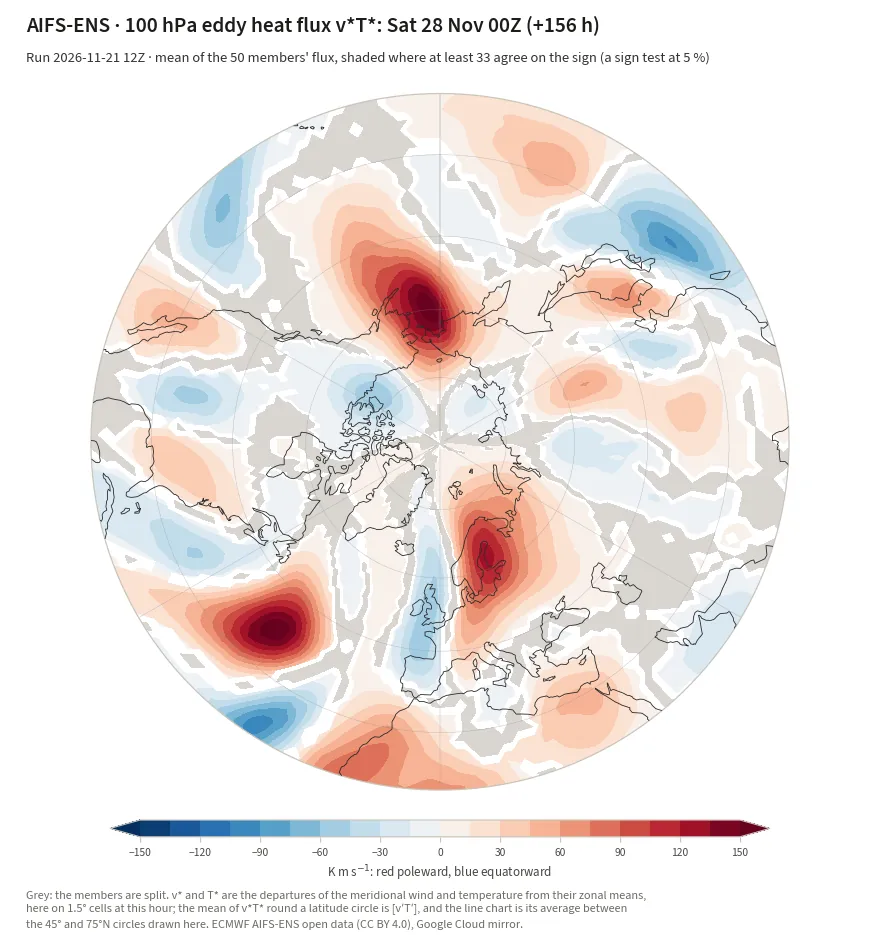 AIFS-ENS · 100 hPa eddy heat flux v*T*: Sat 28 Nov 00Z (+156 h)
Run 2026-11-21 12Z · mean of the 50 members' flux, shaded where at least 33 agree on the sign (a sign test at 5 %)
−150 −120 −90 −60 −30 0 30 60 90 120 150
K m s⁻¹: red poleward, blue equatorward
Grey: the members are split. v* and T* are the departures of the meridional wind and temperature from their zonal means,
here on 1.5° cells at this hour; the mean of v*T* round a latitude circle is [v'T'], and the line chart is its average between
the 45° and 75°N circles drawn here. ECMWF AIFS-ENS open data (CC BY 4.0), Google Cloud mirror.